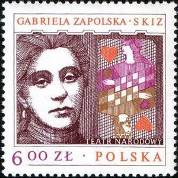 GABRIELA ZAPOLSKA - SKIZ
TEATR NARODOWY
6.00 ZŁ. POLSKA